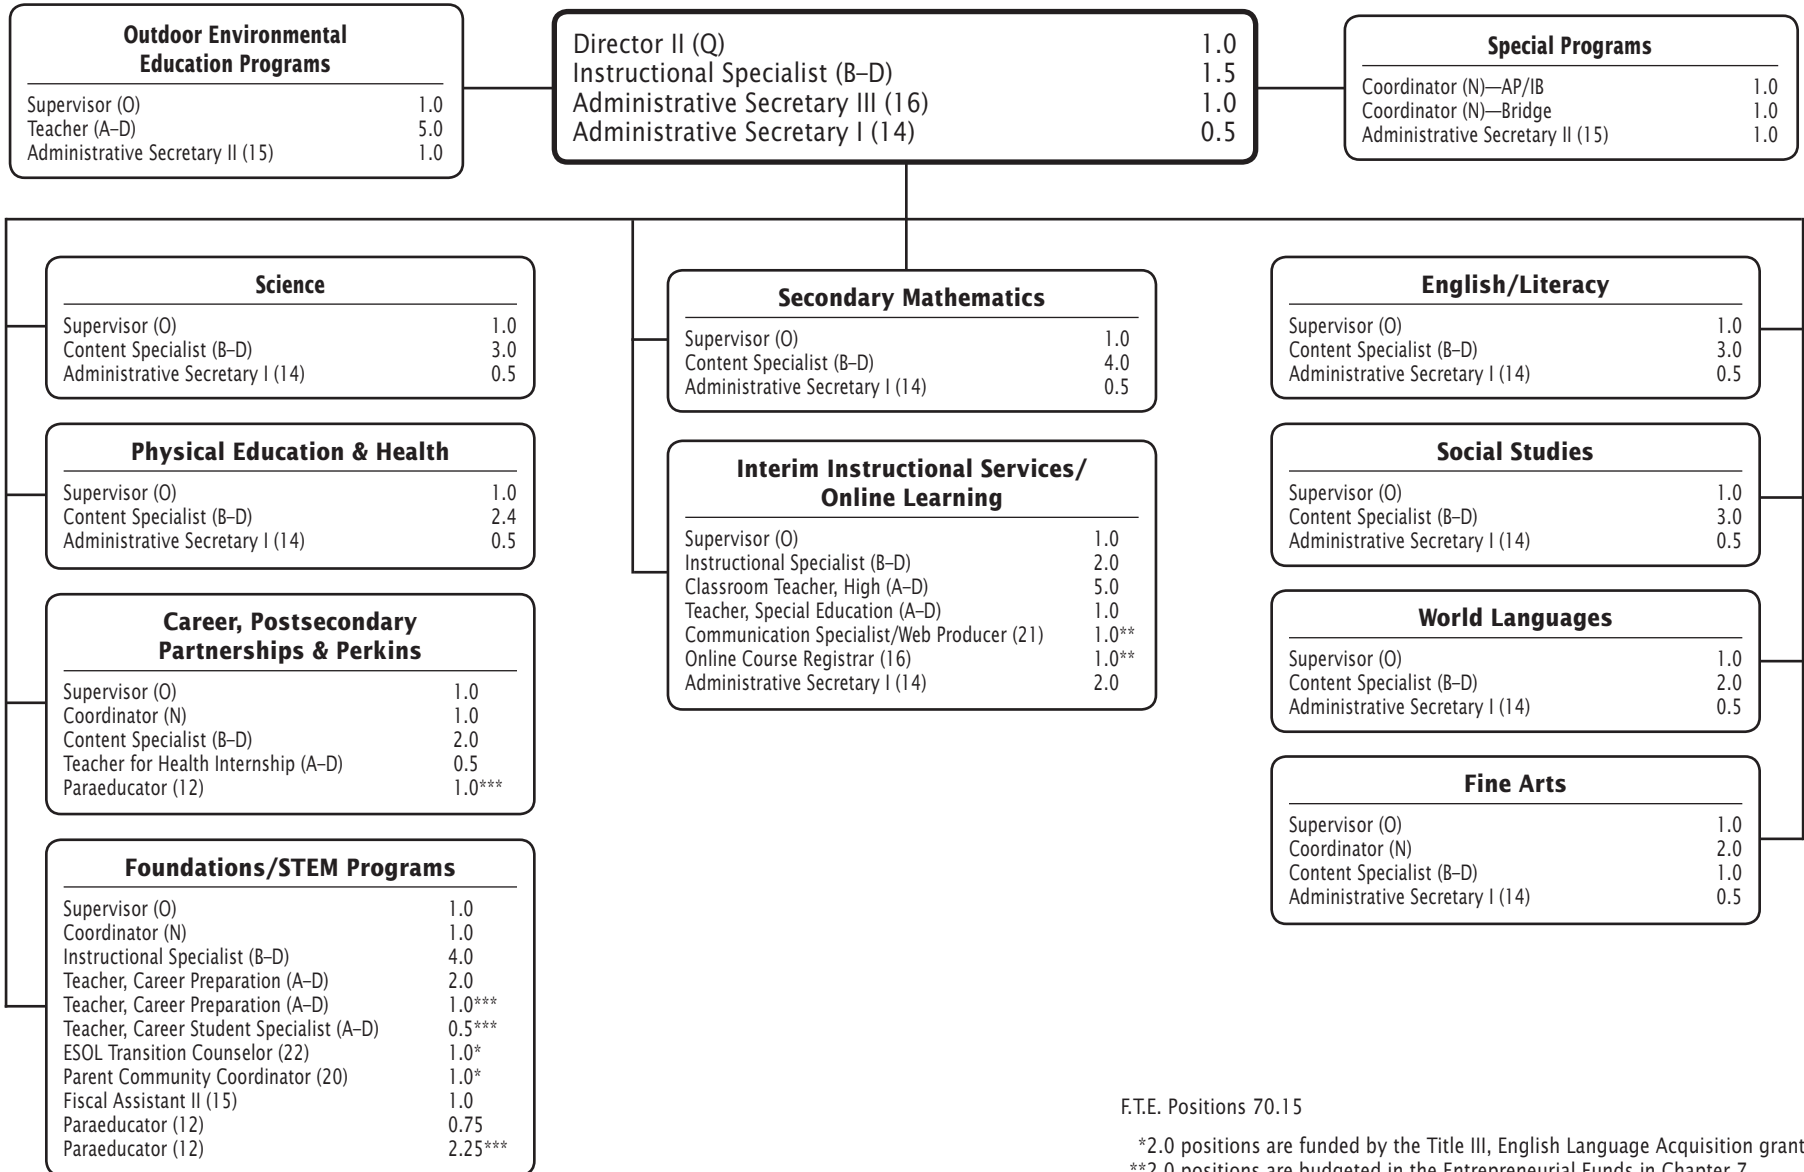 Outdoor Environmental
Education Programs
Supervisor (O) 1.0
Teacher (A–D) 5.0
Administrative Secretary II (15) 1.0
Director II (Q) 1.0
Instructional Specialist (B–D) 1.5
Administrative Secretary III (16) 1.0
Administrative Secretary I (14) 0.5
Special Programs
Coordinator (N)—AP/IB 1.0
Coordinator (N)—Bridge 1.0
Administrative Secretary II (15) 1.0
Science
Supervisor (O) 1.0
Content Specialist (B–D) 3.0
Administrative Secretary I (14) 0.5
Physical Education & Health
Supervisor (O) 1.0
Content Specialist (B–D) 2.4
Administrative Secretary I (14) 0.5
Career, Postsecondary
Partnerships & Perkins
Supervisor (O) 1.0
Coordinator (N) 1.0
Content Specialist (B–D) 2.0
Teacher for Health Internship (A–D) 0.5
Paraeducator (12) 1.0***
Foundations/STEM Programs
Supervisor (O) 1.0
Coordinator (N) 1.0
Instructional Specialist (B–D) 4.0
Teacher, Career Preparation (A–D) 2.0
Teacher, Career Preparation (A–D) 1.0***
Teacher, Career Student Specialist (A–D) 0.5***
ESOL Transition Counselor (22) 1.0*
Parent Community Coordinator (20) 1.0*
Fiscal Assistant II (15) 1.0
Paraeducator (12) 0.75
Paraeducator (12) 2.25***
Secondary Mathematics
Supervisor (O) 1.0
Content Specialist (B–D) 4.0
Administrative Secretary I (14) 0.5
Interim Instructional Services/
Online Learning
Supervisor (O) 1.0
Instructional Specialist (B–D) 2.0
Classroom Teacher, High (A–D) 5.0
Teacher, Special Education (A–D) 1.0
Communication Specialist/Web Producer (21) 1.0**
Online Course Registrar (16) 1.0**
Administrative Secretary I (14) 2.0
English/Literacy
Supervisor (O) 1.0
Content Specialist (B–D) 3.0
Administrative Secretary I (14) 0.5
Social Studies
Supervisor (O) 1.0
Content Specialist (B–D) 3.0
Administrative Secretary I (14) 0.5
World Languages
Supervisor (O) 1.0
Content Specialist (B–D) 2.0
Administrative Secretary I (14) 0.5
Fine Arts
Supervisor (O) 1.0
Coordinator (N) 2.0
Content Specialist (B–D) 1.0
Administrative Secretary I (14) 0.5
F.T.E. Positions 70.15
*2.0 positions are funded by the Title III, English Language Acquisition grant
**2.0 positions are budgeted in the Entrepreneurial Funds in Chapter 7